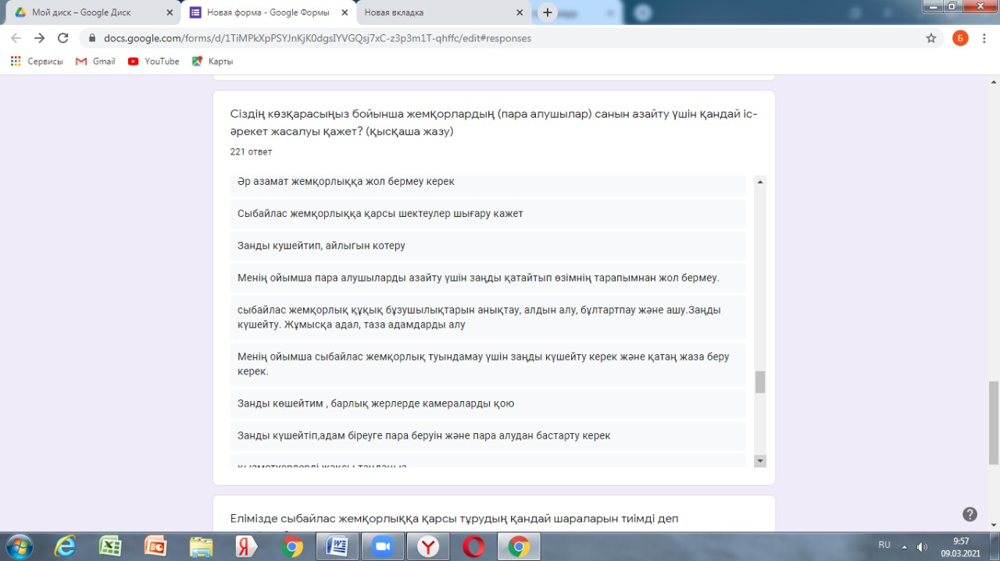 Мой диск – Google Диск
Новая форма - Google Формы
Новая вкладка
docs.google.com/forms/d/1TiMPkXpPSYJnKjK0dgsIYVGQsj7xC-z3p3m1T-qhffc/edit#responses
Б
Сервисы
Gmail
YouTube
Карты
Сіздің көзқарасыңыз бойынша жемқорлардың (пара алушылар) санын азайту үшін қандай іс-
әрекет жасалуы қажет? (қысқаша жазу)
221 ответ
Әр азамат жемқорлыққа жол бермеу керек
Сыбайлас жемқорлыққа қарсы шектеулер шығару кажет
Занды кушейтип, айлыгын котеру
Менің ойымша пара алушыларды азайту үшін заңды қатайтып өзімнің тарапымнан жол бермеу.
сыбайлас жемқорлық құқық бұзушылықтарын анықтау, алдын алу, бұлтартпау және ашу.Заңды
күшейту. Жұмысқа адал, таза адамдарды алу
Менің ойымша сыбайлас жемқорлық туындамау үшін заңды күшейту керек және қатаң жаза беру
керек.
Занды көшейтим , барлық жерлерде камераларды қою
Занды күшейтіп,адам біреуге пара беруін және пара алудан бастарту керек
Елімізде сыбайлас жемқорлыққа қарсы тұрудың қандай шараларын тиімді деп
RU
9:57
09.03.2021